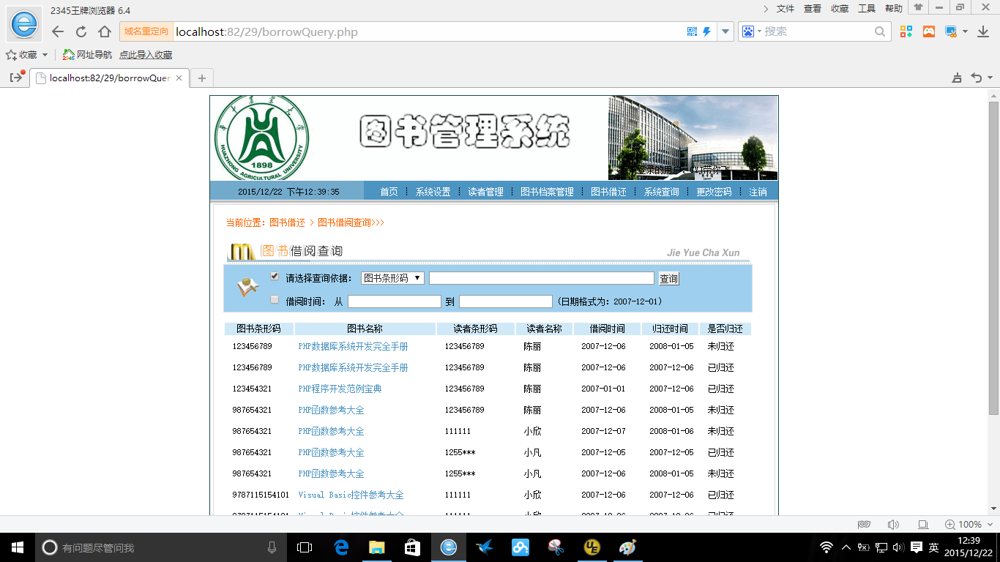 2345王牌浏览器 6.4
文件 查看 收藏 工具 帮助
域名重定向 localhost:82/29/borrowQuery.php
搜索
收藏 网址导航 点此导入收藏
localhost:82/29/borrowQuer
HUAZHONG AGRICULTURAL UNIVERSITY
1898
图书管理系统
2015/12/22 下午12:39:35 首页 系统设置 读者管理 图书档案管理 图书借还 系统查询 更改密码 注销
当前位置：图书借还 > 图书借阅查询>>>
图书借阅查询 Jie Yue Cha Xun
请选择查询依据： 图书条形码 查询
借阅时间： 从 到 (日期格式为：2007-12-01)
图书条形码 图书名称 读者条形码 读者名称 借阅时间 归还时间 是否归还
123456789 PHP数据库系统开发完全手册 123456789 陈丽 2007-12-06 2008-01-05 未归还
123456789 PHP数据库系统开发完全手册 123456789 陈丽 2007-12-06 2007-12-06 已归还
123454321 PHP程序开发范例宝典 123456789 陈丽 2007-01-01 2007-12-06 已归还
987654321 PHP函数参考大全 123456789 陈丽 2007-12-06 2008-01-05 未归还
987654321 PHP函数参考大全 111111 小欣 2007-12-07 2008-01-06 未归还
987654321 PHP函数参考大全 1255*** 小凡 2007-12-05 2007-12-05 已归还
987654321 PHP函数参考大全 1255*** 小凡 2007-12-06 2008-01-05 未归还
9787115154101 Visual Basic控件参考大全 111111 小欣 2007-12-06 2007-12-06 已归还
100%
有问题尽管问我
英
12:39
2015/12/22